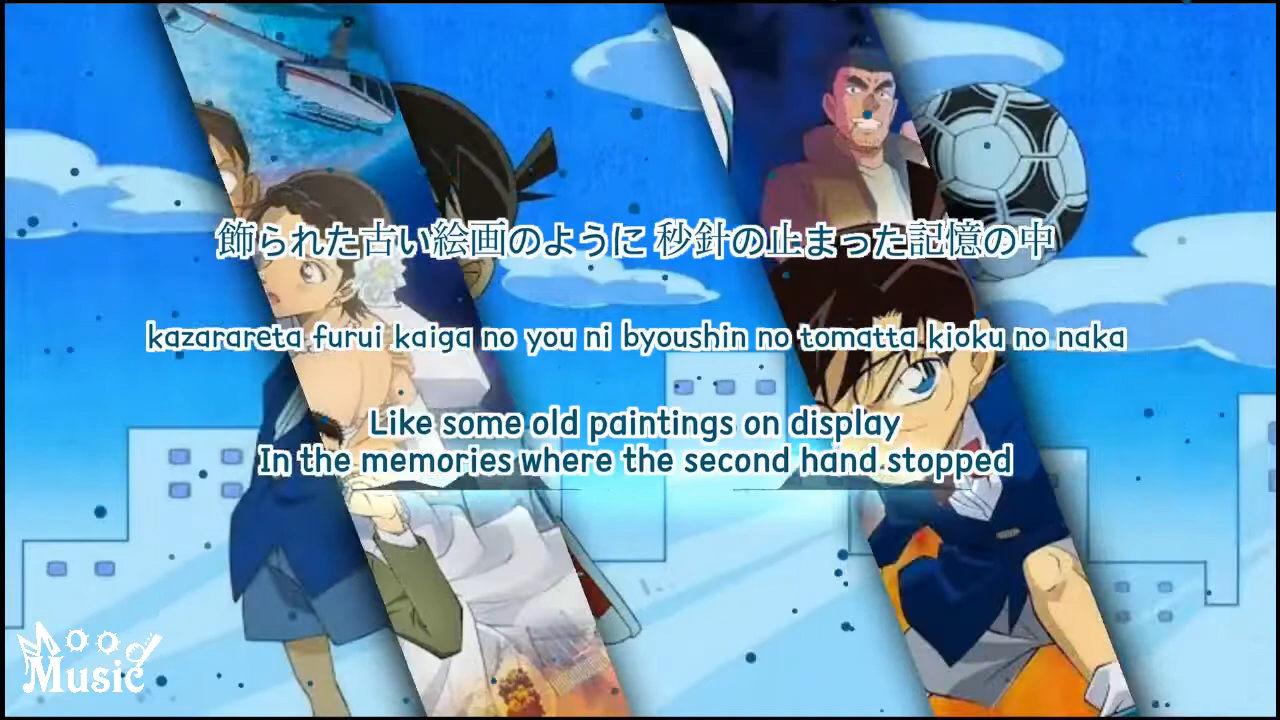 飾られた古い絵画のように 秒針の止まった記憶の中
kazarareta furui kaiga no you ni byoushin no tomatta kioku no naka
Like some old paintings on display
In the memories where the second hand stopped
Mood
Music